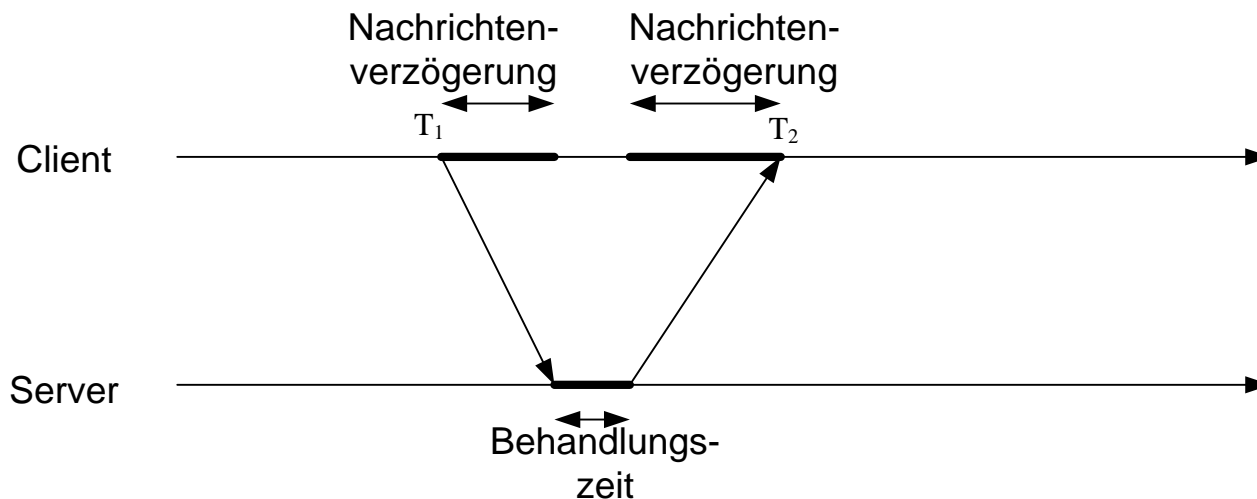 Nachrichten-
verzögerung
Nachrichten-
verzögerung
T₁
T₂
Client
Server
Behandlungs-
zeit